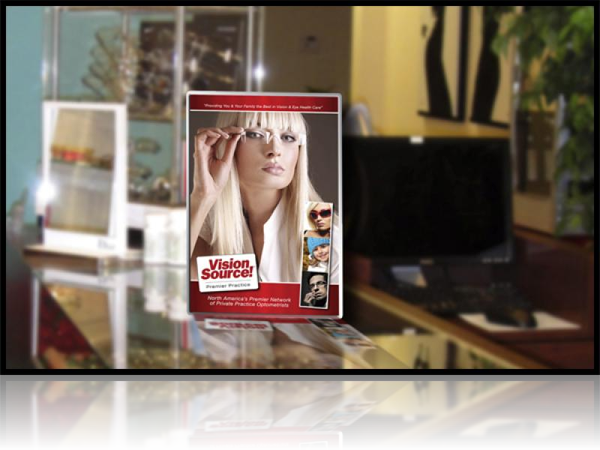 "Providing You & Your Family the Best in Vision & Eye Health Care"
Vision
Source!
Premier Practice
North America's Premier Network
of Private Practice Optometrists